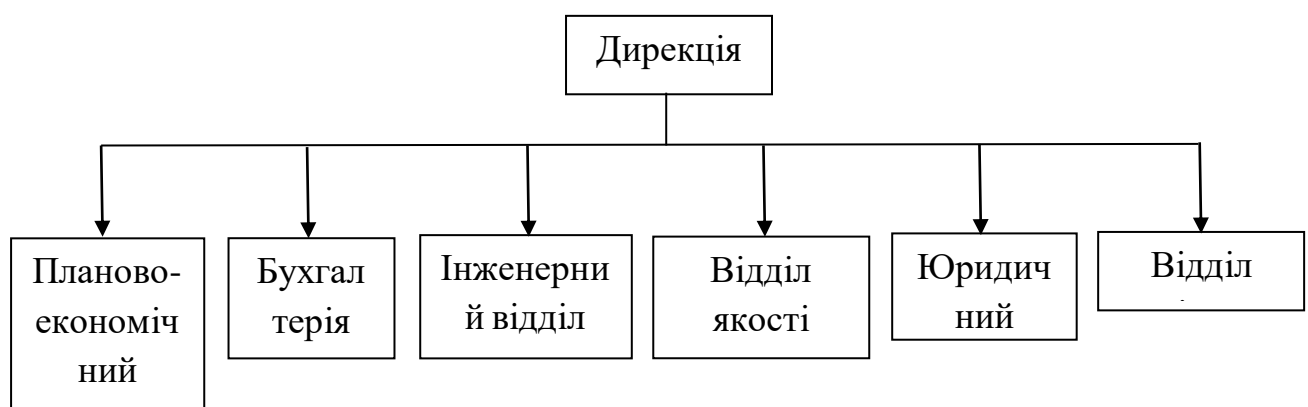 Дирекція
Планово-
економіч
ний
Бухгал
терія
Інженерни
й відділ
Відділ
якості
Юридич
ний
Відділ